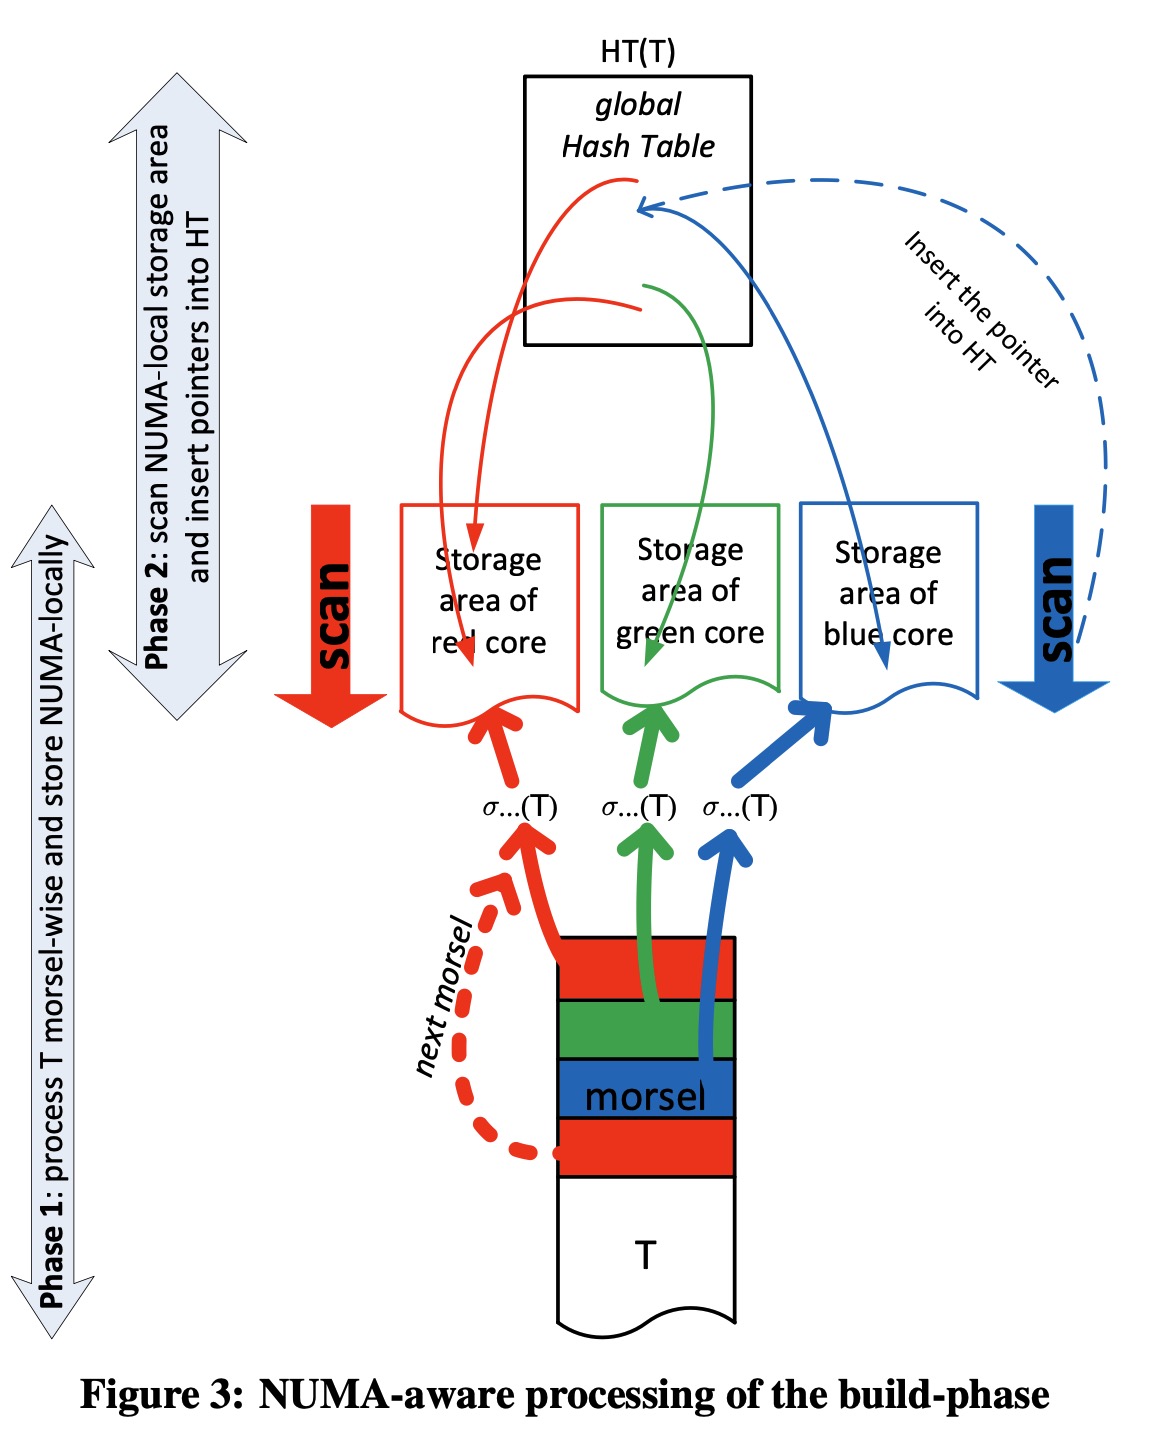 HT(T)
global
Hash Table
Insert the pointer
into HT
Phase 2: scan NUMA-local storage area
and insert pointers into HT
Phase 1: process T morsel-wise and store NUMA-locally
scan
Storage
area of
red core
Storage
area of
green core
Storage
area of
blue core
scan
σ...(T)
σ...(T)
σ...(T)
next morsel
morsel
T
Figure 3: NUMA-aware processing of the build-phase